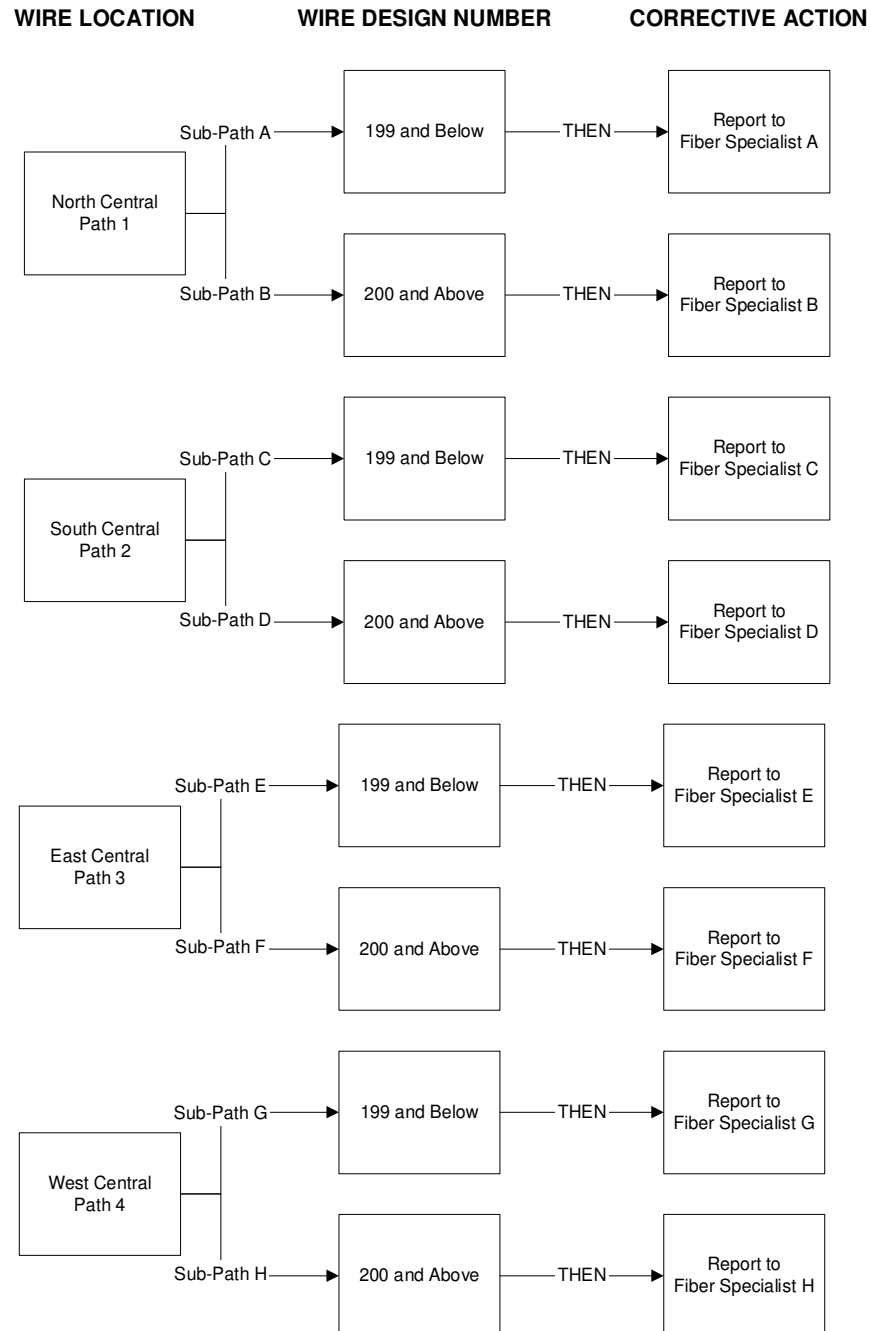 WIRE LOCATION
WIRE DESIGN NUMBER
CORRECTIVE ACTION
North Central
Path 1
Sub-Path A
199 and Below
THEN
Report to
Fiber Specialist A
Sub-Path B
200 and Above
THEN
Report to
Fiber Specialist B
South Central
Path 2
Sub-Path C
199 and Below
THEN
Report to
Fiber Specialist C
Sub-Path D
200 and Above
THEN
Report to
Fiber Specialist D
East Central
Path 3
Sub-Path E
199 and Below
THEN
Report to
Fiber Specialist E
Sub-Path F
200 and Above
THEN
Report to
Fiber Specialist F
West Central
Path 4
Sub-Path G
199 and Below
THEN
Report to
Fiber Specialist G
Sub-Path H
200 and Above
THEN
Report to
Fiber Specialist H